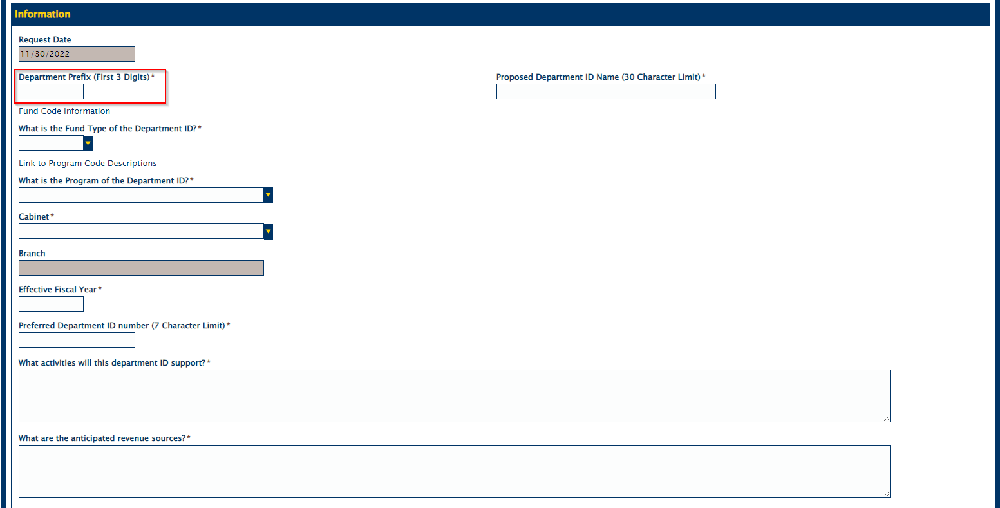 Information
Request Date
11/30/2022
Department Prefix (First 3 Digits)*
Proposed Department ID Name (30 Character Limit)*
Fund Code Information
What is the Fund Type of the Department ID?*
Link to Program Code Descriptions
What is the Program of the Department ID?*
Cabinet*
Branch
Effective Fiscal Year*
Preferred Department ID number (7 Character Limit)*
What activities will this department ID support?*
What are the anticipated revenue sources?*